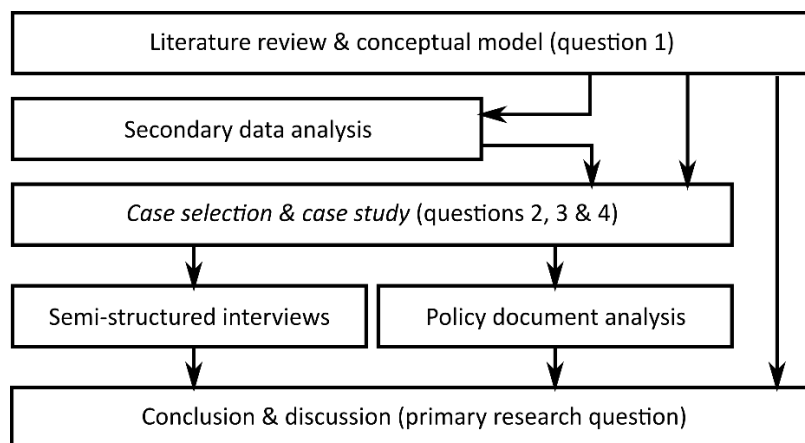 Literature review & conceptual model (question 1)
Secondary data analysis
Case selection & case study (questions 2, 3 & 4)
Semi-structured interviews
Policy document analysis
Conclusion & discussion (primary research question)